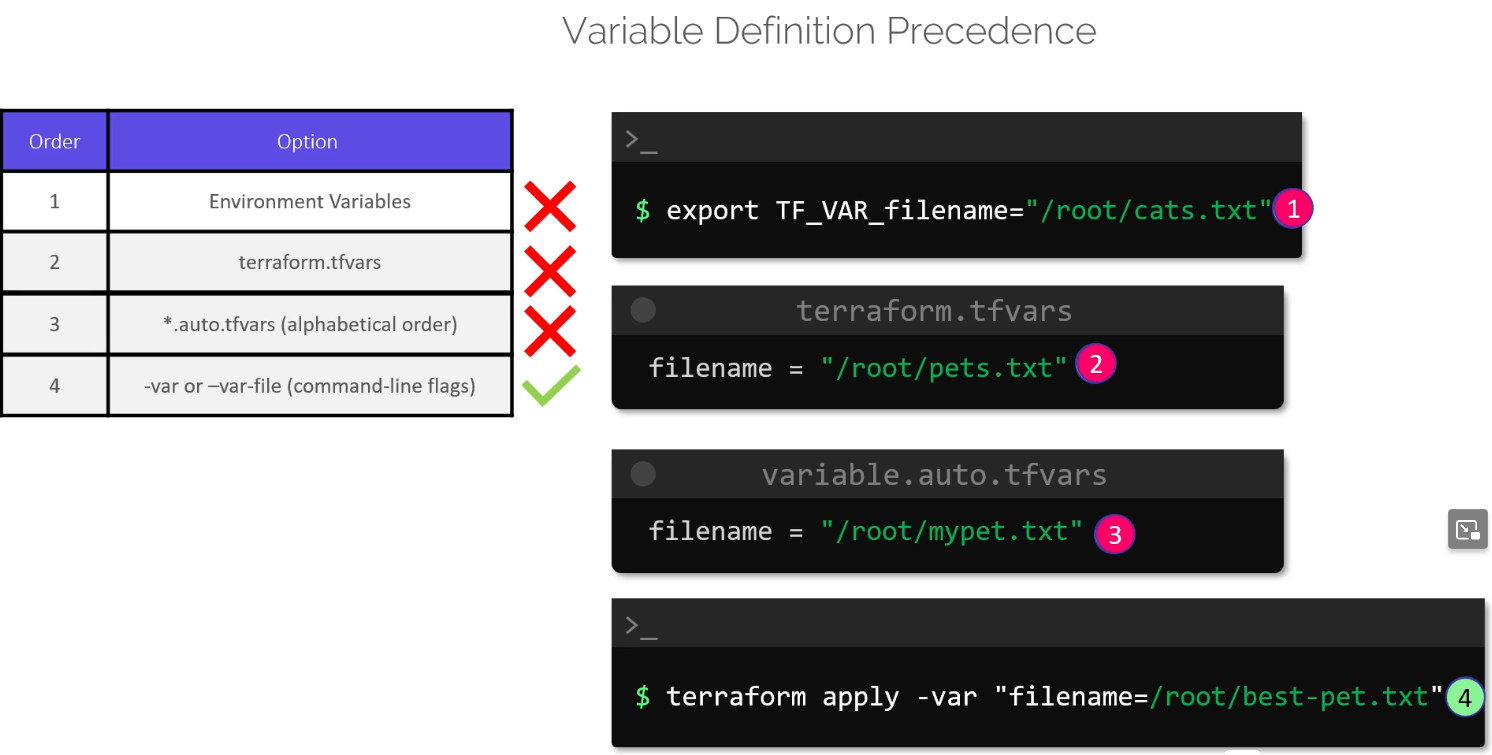 Variable Definition Precedence
Order Option
1 Environment Variables
2 terraform.tfvars
3 *.auto.tfvars (alphabetical order)
4 -var or –var-file (command-line flags)
>_
$ export TF_VAR_filename="/root/cats.txt" 1
terraform.tfvars
filename = "/root/pets.txt" 2
variable.auto.tfvars
filename = "/root/mypet.txt" 3
>_
$ terraform apply -var "filename=/root/best-pet.txt" 4